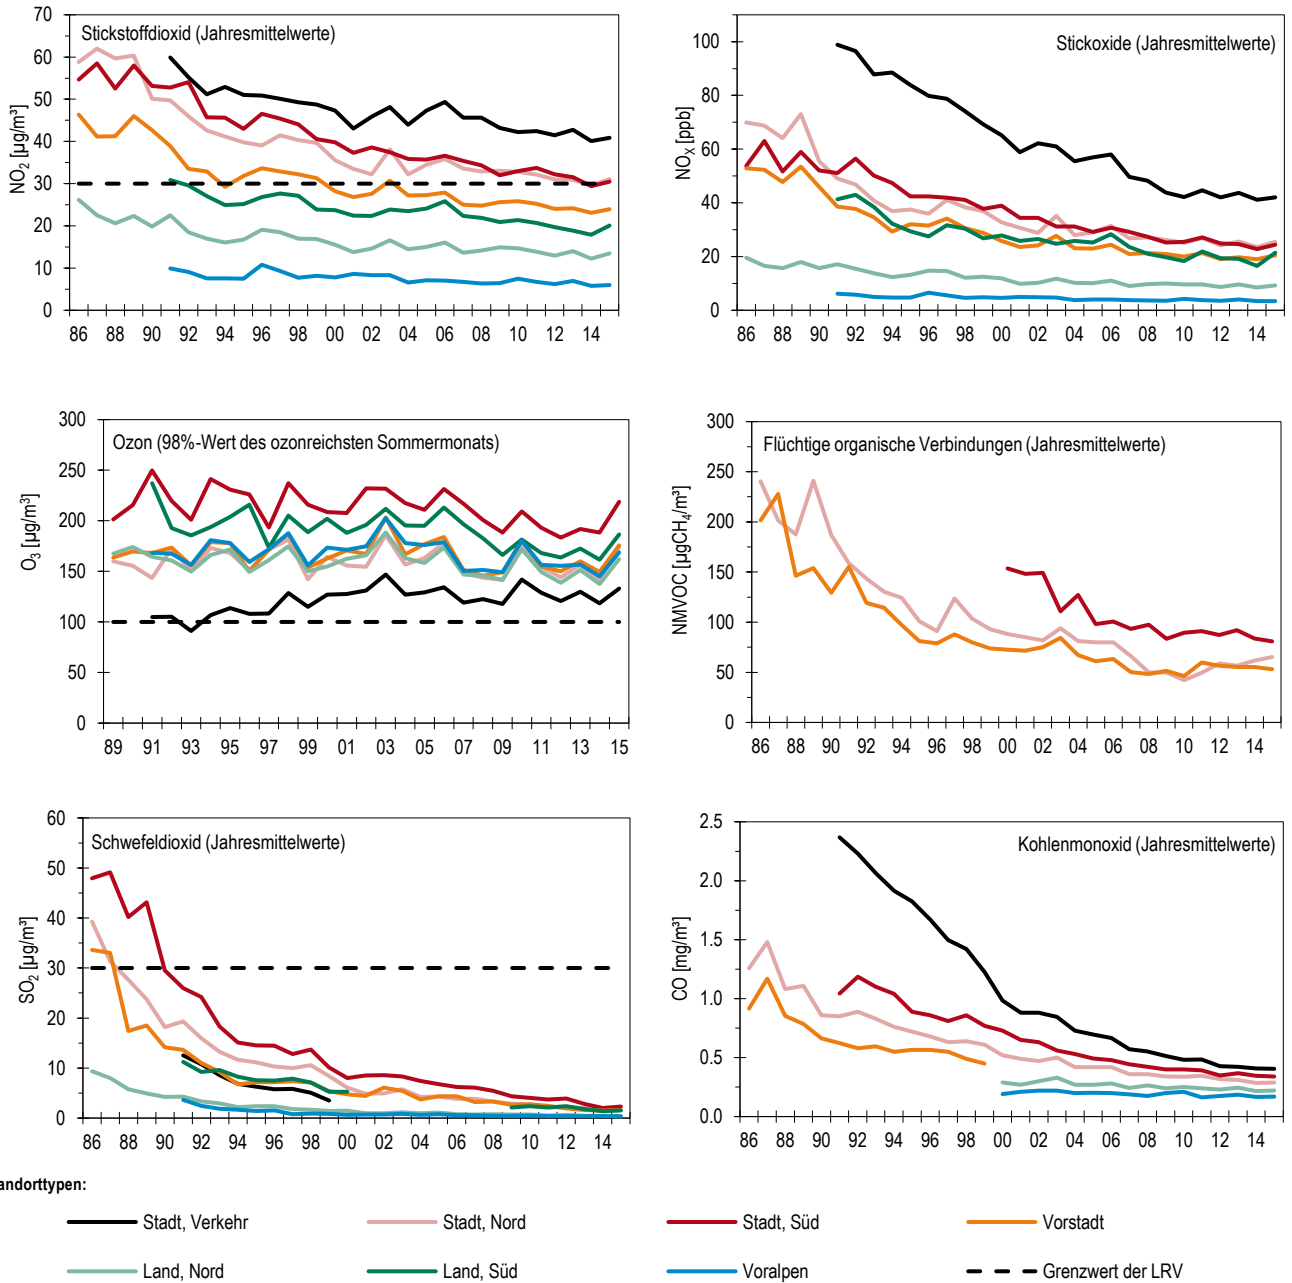 Stickstoffdioxid (Jahresmittelwerte)
NO2 [µg/m³]
70
60
50
40
30
20
10
0
86 88 90 92 94 96 98 00 02 04 06 08 10 12 14
Stickoxide (Jahresmittelwerte)
NOX [ppb]
100
80
60
40
20
0
86 88 90 92 94 96 98 00 02 04 06 08 10 12 14
Ozon (98%-Wert des ozonreichsten Sommermonats)
O3 [µg/m³]
300
250
200
150
100
50
0
89 91 93 95 97 99 01 03 05 07 09 11 13 15
Flüchtige organische Verbindungen (Jahresmittelwerte)
NMVOC [µgCH4/m³]
300
250
200
150
100
50
0
86 88 90 92 94 96 98 00 02 04 06 08 10 12 14
Schwefeldioxid (Jahresmittelwerte)
SO2 [µg/m³]
60
50
40
30
20
10
0
86 88 90 92 94 96 98 00 02 04 06 08 10 12 14
Kohlenmonoxid (Jahresmittelwerte)
CO [mg/m³]
2.5
2.0
1.5
1.0
0.5
0.0
86 88 90 92 94 96 98 00 02 04 06 08 10 12 14
andorttypen:
Stadt, Verkehr Stadt, Nord Stadt, Süd Vorstadt
Land, Nord Land, Süd Voralpen Grenzwert der LRV